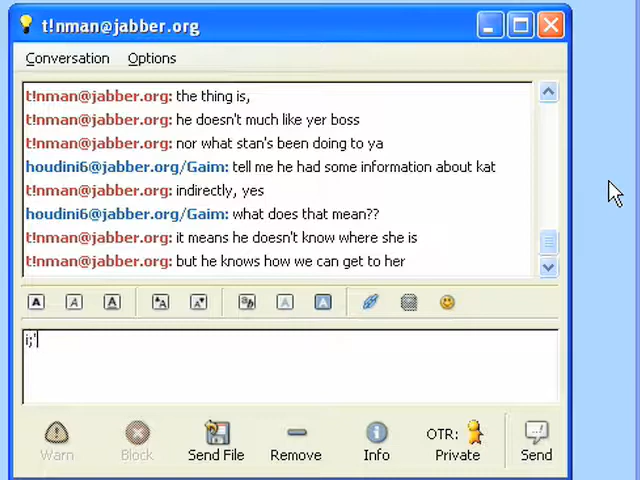 t!nman@jabber.org
Conversation Options
t!nman@jabber.org: the thing is,
t!nman@jabber.org: he doesn't much like yer boss
t!nman@jabber.org: nor what stan's been doing to ya
houdini6@jabber.org/Gaim: tell me he had some information about kat
t!nman@jabber.org: indirectly, yes
houdini6@jabber.org/Gaim: what does that mean??
t!nman@jabber.org: it means he doesn't know where she is
t!nman@jabber.org: but he knows how we can get to her
i;'
Warn Block Send File Remove Info OTR: Private Send